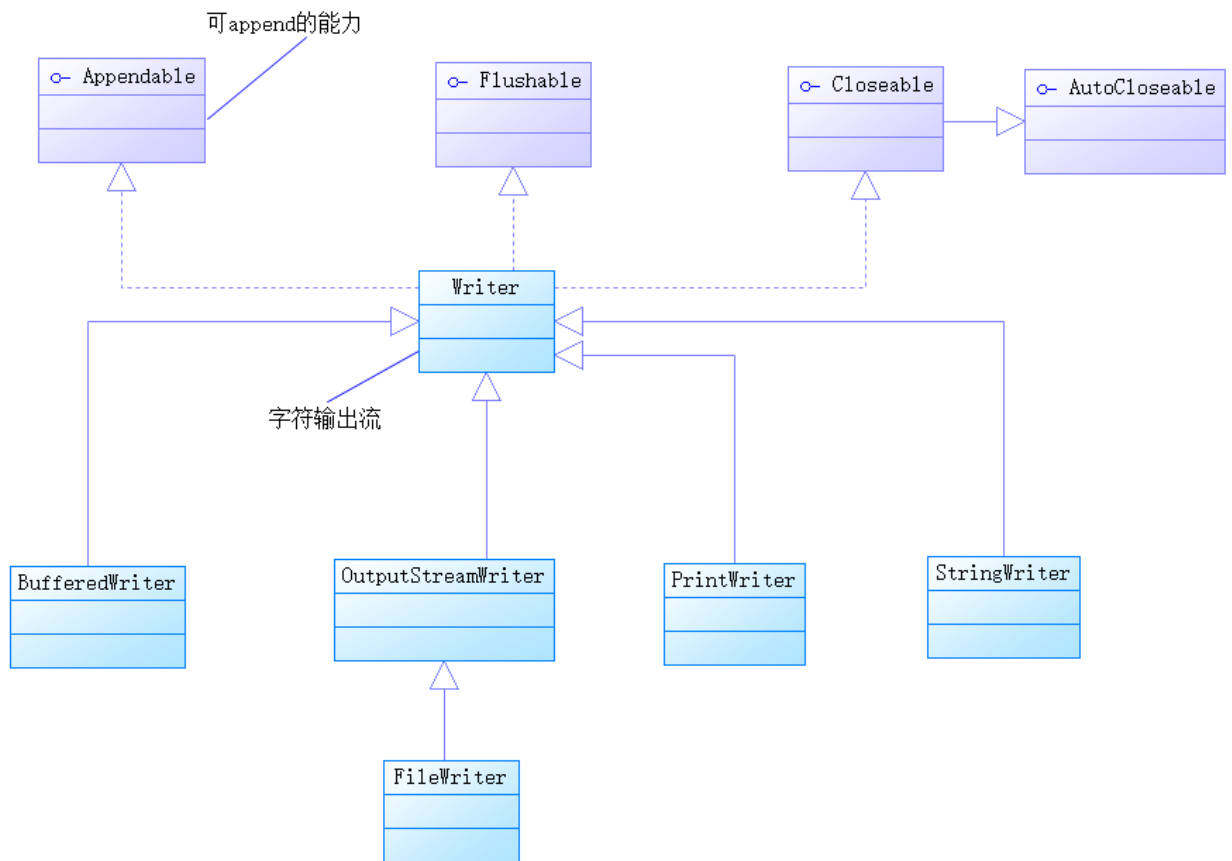 可append的能力
Appendable
Flushable
Closeable
AutoCloseable
Writer
字符输出流
BufferedWriter
OutputStreamWriter
PrintWriter
StringWriter
FileWriter